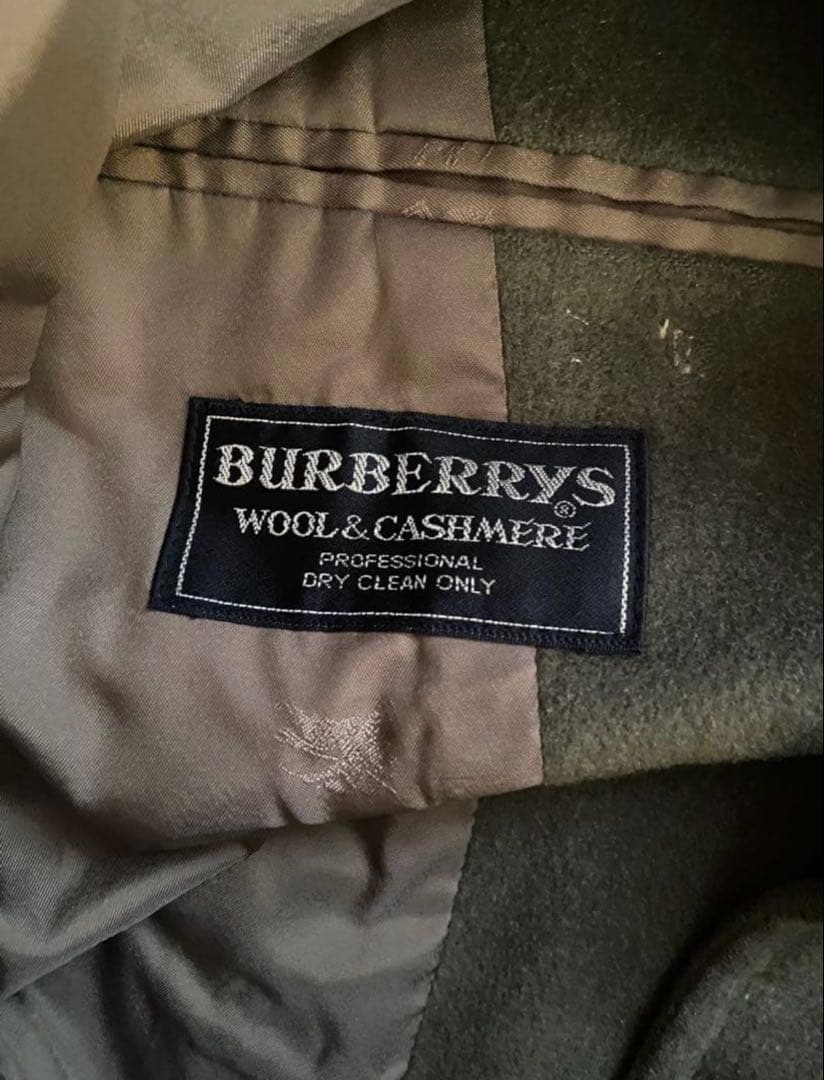 BURBERRYS®
WOOL & CASHMERE
PROFESSIONAL
DRY CLEAN ONLY